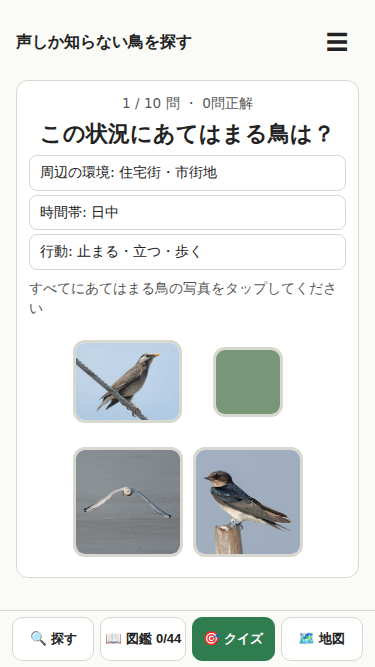 声しか知らない鳥を探す
1 / 10 問 ・ 0問正解
この状況にあてはまる鳥は？
周辺の環境: 住宅街・市街地
時間帯: 日中
行動: 止まる・立つ・歩く
すべてにあてはまる鳥の写真をタップしてくださ
い
探す
図鑑 0/44
クイズ
地図